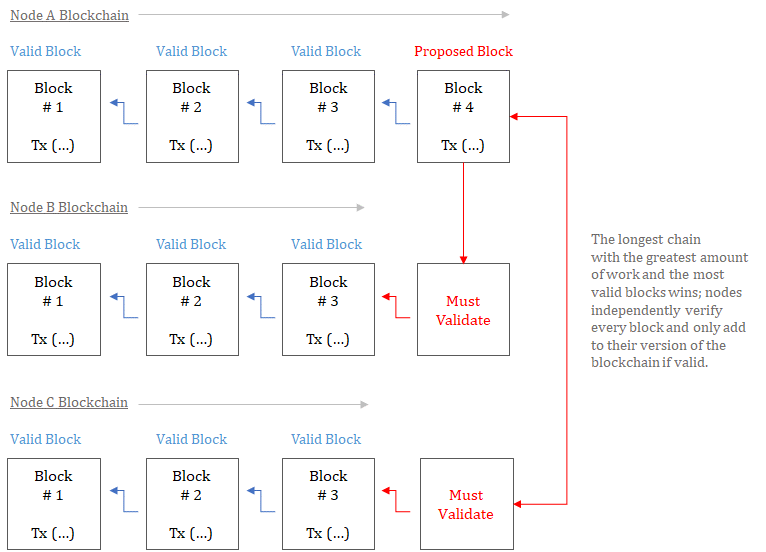 Node A Blockchain
Valid Block Valid Block Valid Block Proposed Block
Block Block Block Block
# 1 # 2 # 3 # 4
Tx (...) Tx (...) Tx (...) Tx (...)
Node B Blockchain
Valid Block Valid Block Valid Block
Block Block Block Must
# 1 # 2 # 3 Validate
Tx (...) Tx (...) Tx (...)
The longest chain
with the greatest amount
of work and the most
valid blocks wins; nodes
independently verify
every block and only add
to their version of the
blockchain if valid.
Node C Blockchain
Valid Block Valid Block Valid Block
Block Block Block Must
# 1 # 2 # 3 Validate
Tx (...) Tx (...) Tx (...)